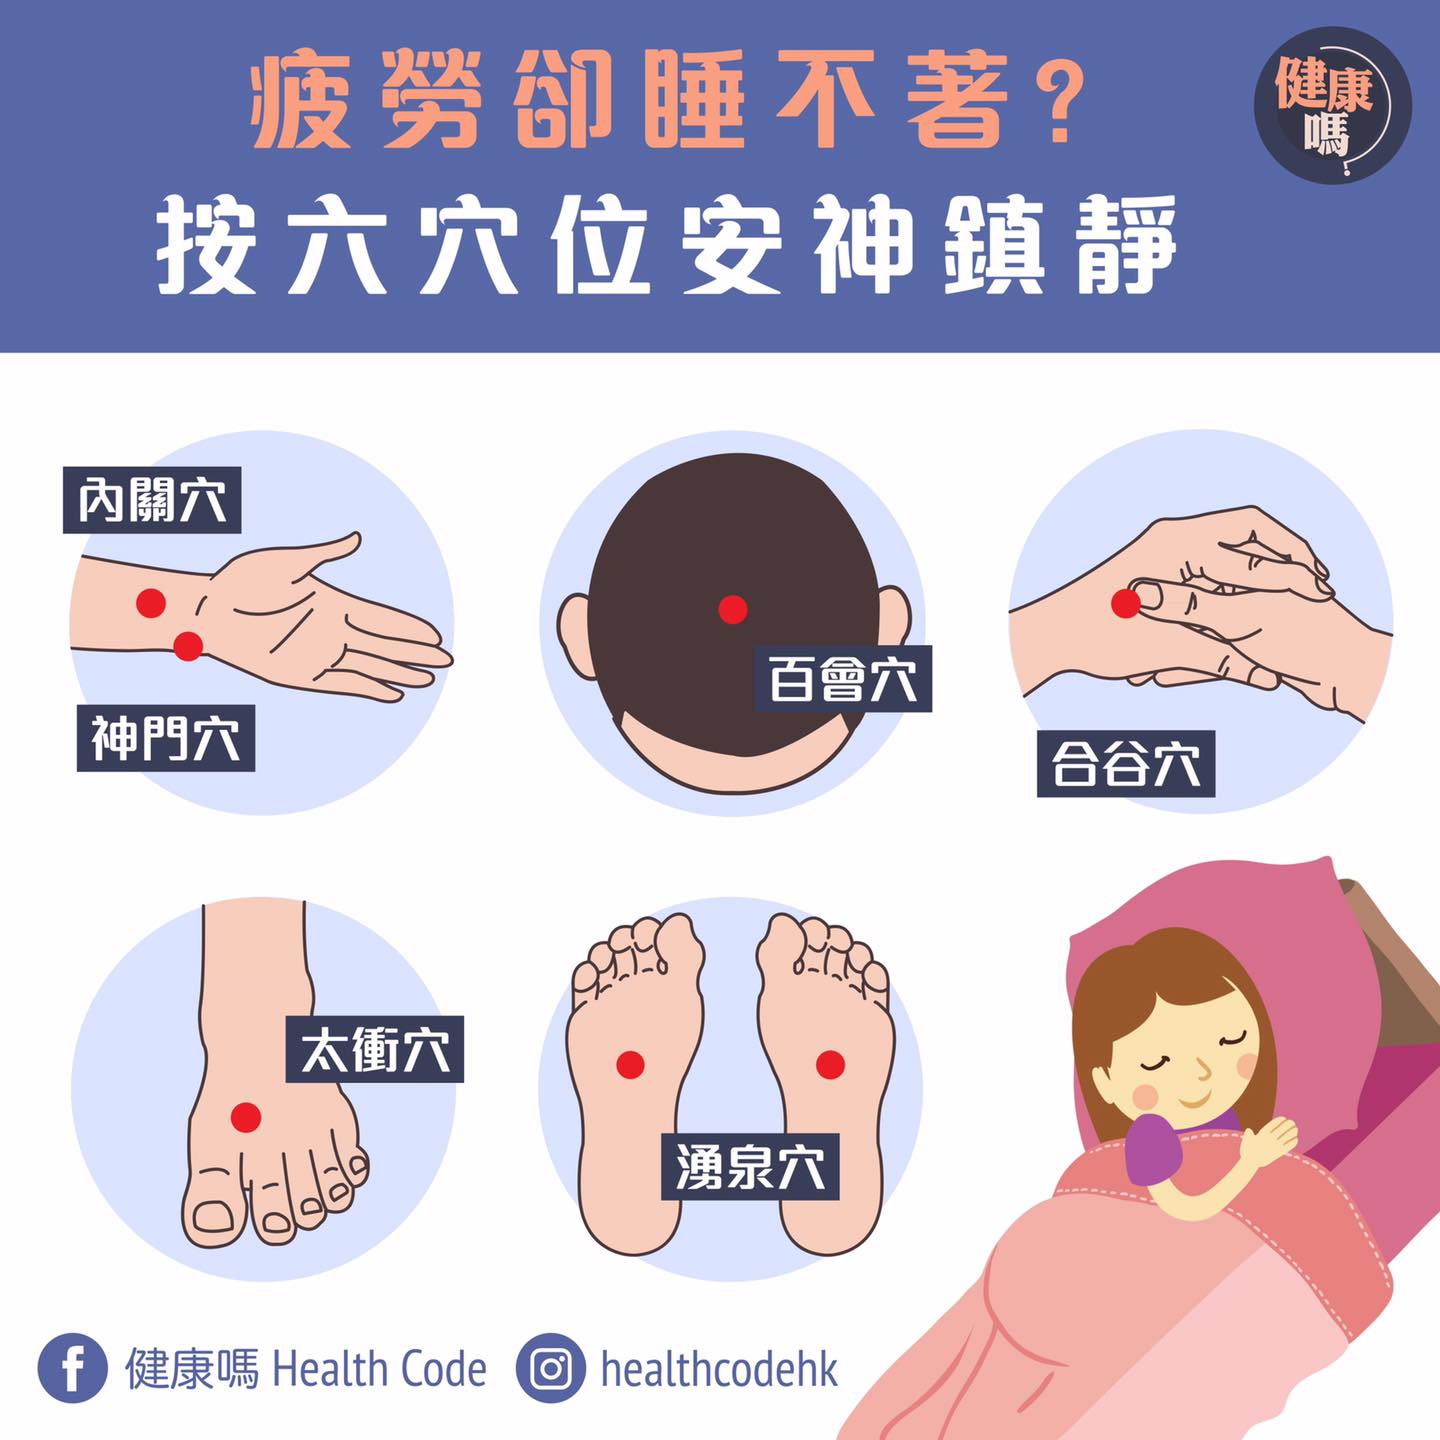 疲勞卻睡不著?
健康
嗎
按六穴位安神鎮靜
內關穴
神門穴
百會穴
合谷穴
太衝穴
湧泉穴
健康嗎 Health Code
healthcodehk